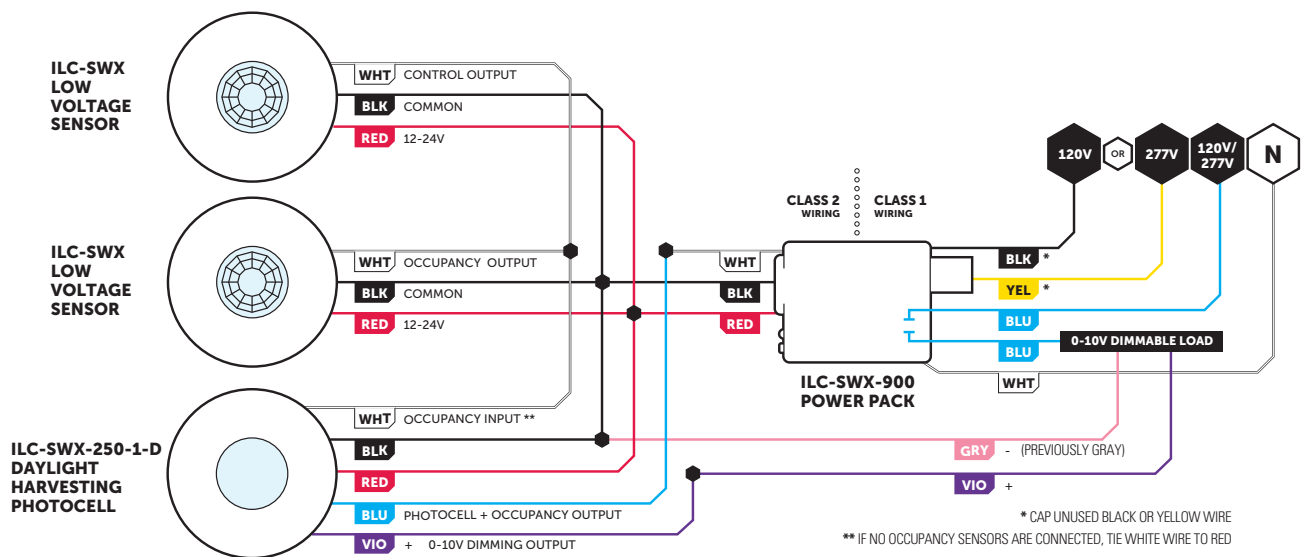 ILC-SWX
LOW
VOLTAGE
SENSOR
WHT CONTROL OUTPUT
BLK COMMON
RED 12-24V
ILC-SWX
LOW
VOLTAGE
SENSOR
WHT OCCUPANCY OUTPUT
BLK COMMON
RED 12-24V
ILC-SWX-250-1-D
DAYLIGHT
HARVESTING
PHOTOCELL
WHT OCCUPANCY INPUT **
BLK
RED
BLU PHOTOCELL + OCCUPANCY OUTPUT
VIO + 0-10V DIMMING OUTPUT
CLASS 2
WIRING
CLASS 1
WIRING
WHT
BLK
RED
ILC-SWX-900
POWER PACK
120V OR 277V 120V/
277V N
BLK *
YEL *
BLU
BLU
0-10V DIMMABLE LOAD
WHT
GRY - (PREVIOUSLY GRAY)
VIO +
* CAP UNUSED BLACK OR YELLOW WIRE
** IF NO OCCUPANCY SENSORS ARE CONNECTED, TIE WHITE WIRE TO RED